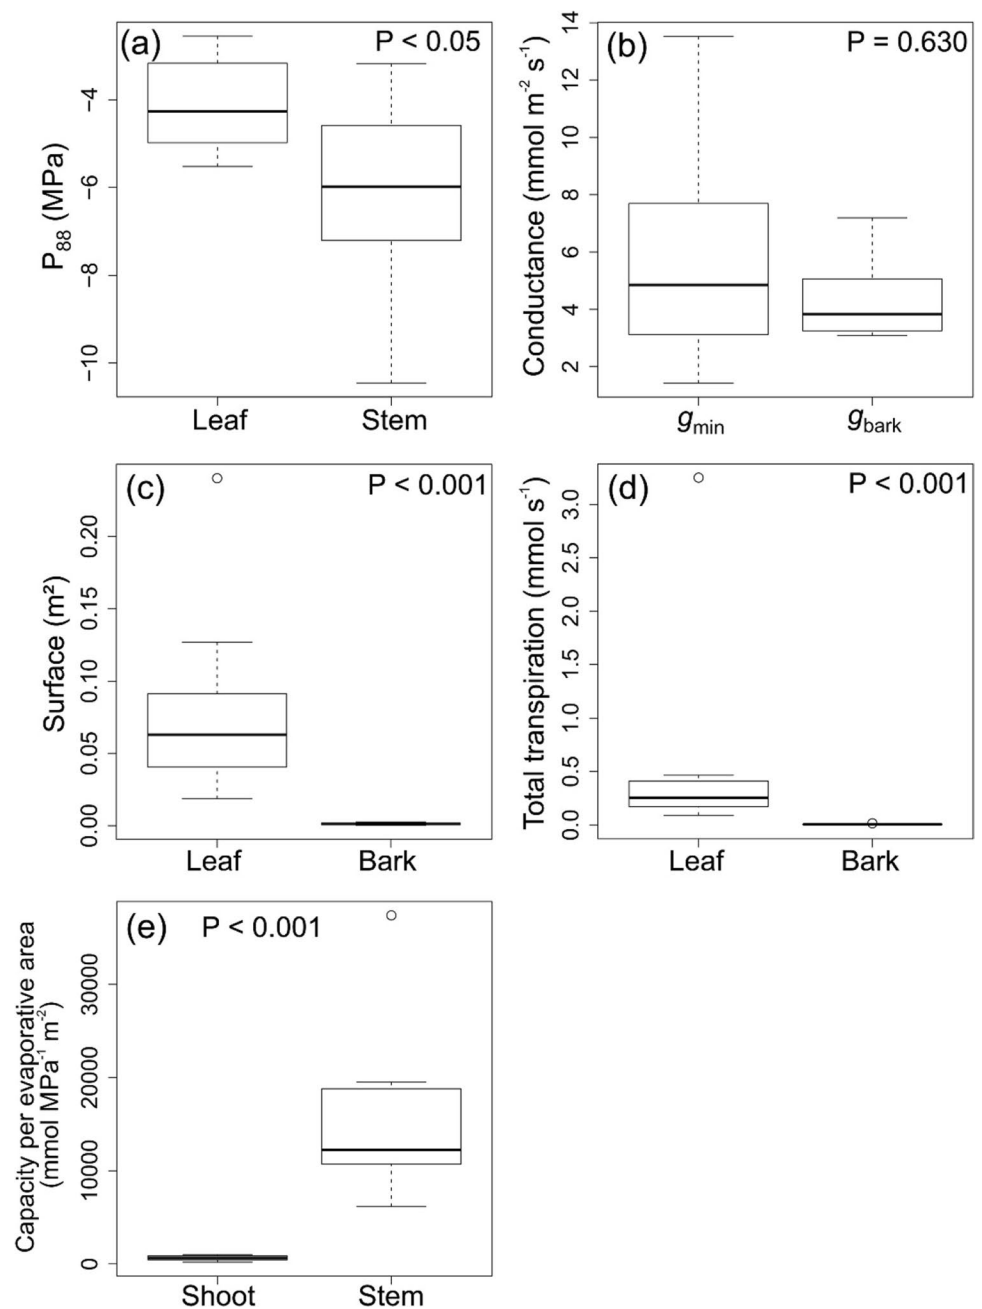 (a)
P < 0.05
P₈₈ (MPa)
−4
−6
−8
−10
Leaf
Stem
(b)
P = 0.630
Conductance (mmol m⁻² s⁻¹)
14
12
10
8
6
4
2
gₘᵢₙ
g_bark
(c)
P < 0.001
Surface (m²)
0.20
0.15
0.10
0.05
0.00
Leaf
Bark
(d)
P < 0.001
Total transpiration (mmol s⁻¹)
3.0
2.5
2.0
1.5
1.0
0.5
0.0
Leaf
Bark
(e)
P < 0.001
Capacity per evaporative area
(mmol MPa⁻¹ m⁻²)
30000
20000
10000
0
Shoot
Stem